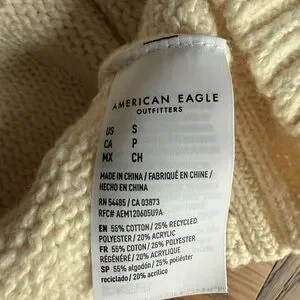 AMERICAN EAGLE
OUTFITTERS
US S
CA P
MX CH
MADE IN CHINA / FABRIQUÉ EN CHINE /
HECHO EN CHINA
RN 54485 / CA 03873
RFC# AEM120605U9A
EN 55% COTTON / 25% RECYCLED
POLYESTER / 20% ACRYLIC
FR 55% COTON / 25% POLYESTER
RÉGÉNÉRÉ / 20% ACRYLIQUE
SP 55% algodón / 25% poliéster
reciclado / 20% acrílico